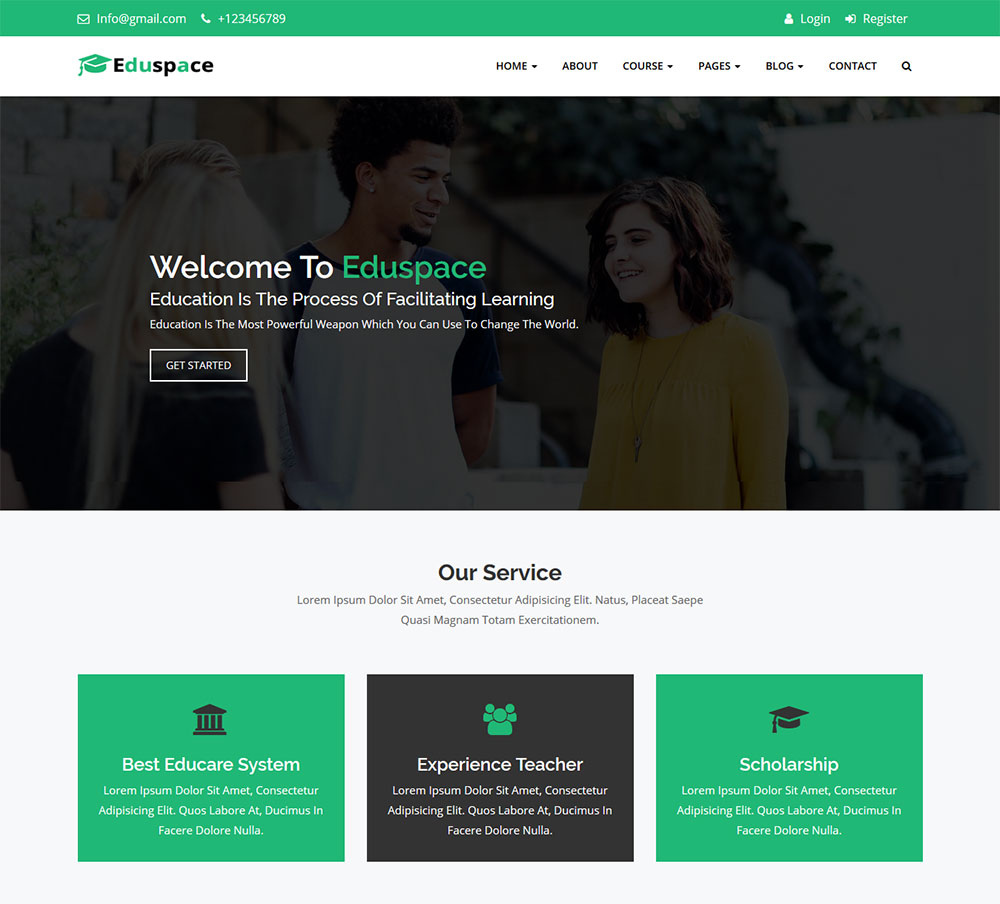 Info@gmail.com +123456789 Login Register
Eduspace HOME ABOUT COURSE PAGES BLOG CONTACT
Welcome To Eduspace
Education Is The Process Of Facilitating Learning
Education Is The Most Powerful Weapon Which You Can Use To Change The World.
GET STARTED
Our Service
Lorem Ipsum Dolor Sit Amet, Consectetur Adipisicing Elit. Natus, Placeat Saepe
Quasi Magnam Totam Exercitationem.
Best Educare System
Lorem Ipsum Dolor Sit Amet, Consectetur
Adipisicing Elit. Quos Labore At, Ducimus In
Facere Dolore Nulla.
Experience Teacher
Lorem Ipsum Dolor Sit Amet, Consectetur
Adipisicing Elit. Quos Labore At, Ducimus In
Facere Dolore Nulla.
Scholarship
Lorem Ipsum Dolor Sit Amet, Consectetur
Adipisicing Elit. Quos Labore At, Ducimus In
Facere Dolore Nulla.